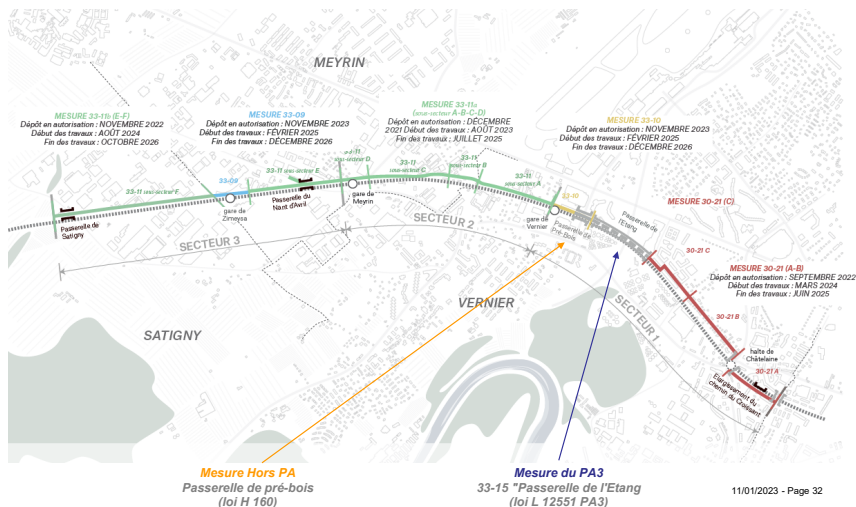 MEYRIN
MESURE 33-11b (E-F)
Dépôt en autorisation : NOVEMBRE 2022
Début des travaux : AOÛT 2024
Fin des travaux : OCTOBRE 2026
MESURE 33-09
Dépôt en autorisation : NOVEMBRE 2023
Début des travaux : FÉVRIER 2025
Fin des travaux : DÉCEMBRE 2026
MESURE 33-11a
(sous-secteur A-B-C-D)
Dépôt en autorisation : DÉCEMBRE
2021 Début des travaux : AOÛT 2023
Fin des travaux : JUILLET 2025
MESURE 33-10
Dépôt en autorisation : NOVEMBRE 2023
Début des travaux : FÉVRIER 2025
Fin des travaux : DÉCEMBRE 2026
33-11 sous-secteur F
33-09
33-11 sous-secteur E
sous-secteur D
33-11
sous-secteur C
33-11
sous-secteur B
33-11
sous-secteur A
33-10
MESURE 30-21 (C)
Passerelle de
Satigny
gare de
Zimeysa
Passerelle du
Nant d'Avril
gare de
Meyrin
gare de
Vernier
Passerelle de
Pré-Bois
Passerelle de
l'Etang
SECTEUR 3
SECTEUR 2
SECTEUR 1
30-21 C
MESURE 30-21 (A-B)
Dépôt en autorisation : SEPTEMBRE 2022
Début des travaux : MARS 2024
Fin des travaux : JUIN 2025
30-21 B
VERNIER
SATIGNY
halte de
Châtelaine
30-21 A
Elargissement du
chemin du Croissant
Mesure Hors PA
Passerelle de pré-bois
(loi H 160)
Mesure du PA3
33-15 "Passerelle de l'Etang
(loi L 12551 PA3)
11/01/2023 - Page 32